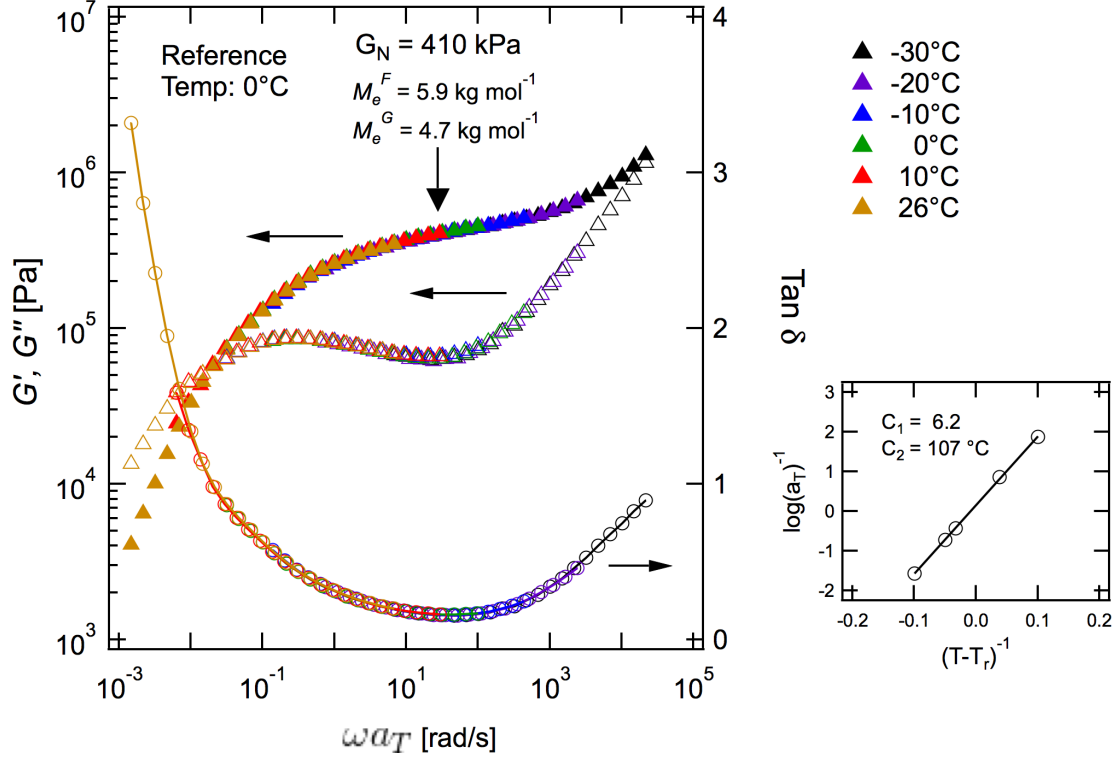 10^7
10^6
10^5
10^4
10^3
G', G'' [Pa]
Reference
Temp: 0°C
G_N = 410 kPa
M_e^F = 5.9 kg mol^-1
M_e^G = 4.7 kg mol^-1
4
3
2
1
0
Tan δ
10^-3
10^-1
10^1
10^3
10^5
ωa_T [rad/s]
-30°C
-20°C
-10°C
0°C
10°C
26°C
C_1 = 6.2
C_2 = 107 °C
2
1
0
-1
-2
log(a_T)^-1
-0.2
-0.1
0.0
0.1
0.2
(T-T_r)^-1